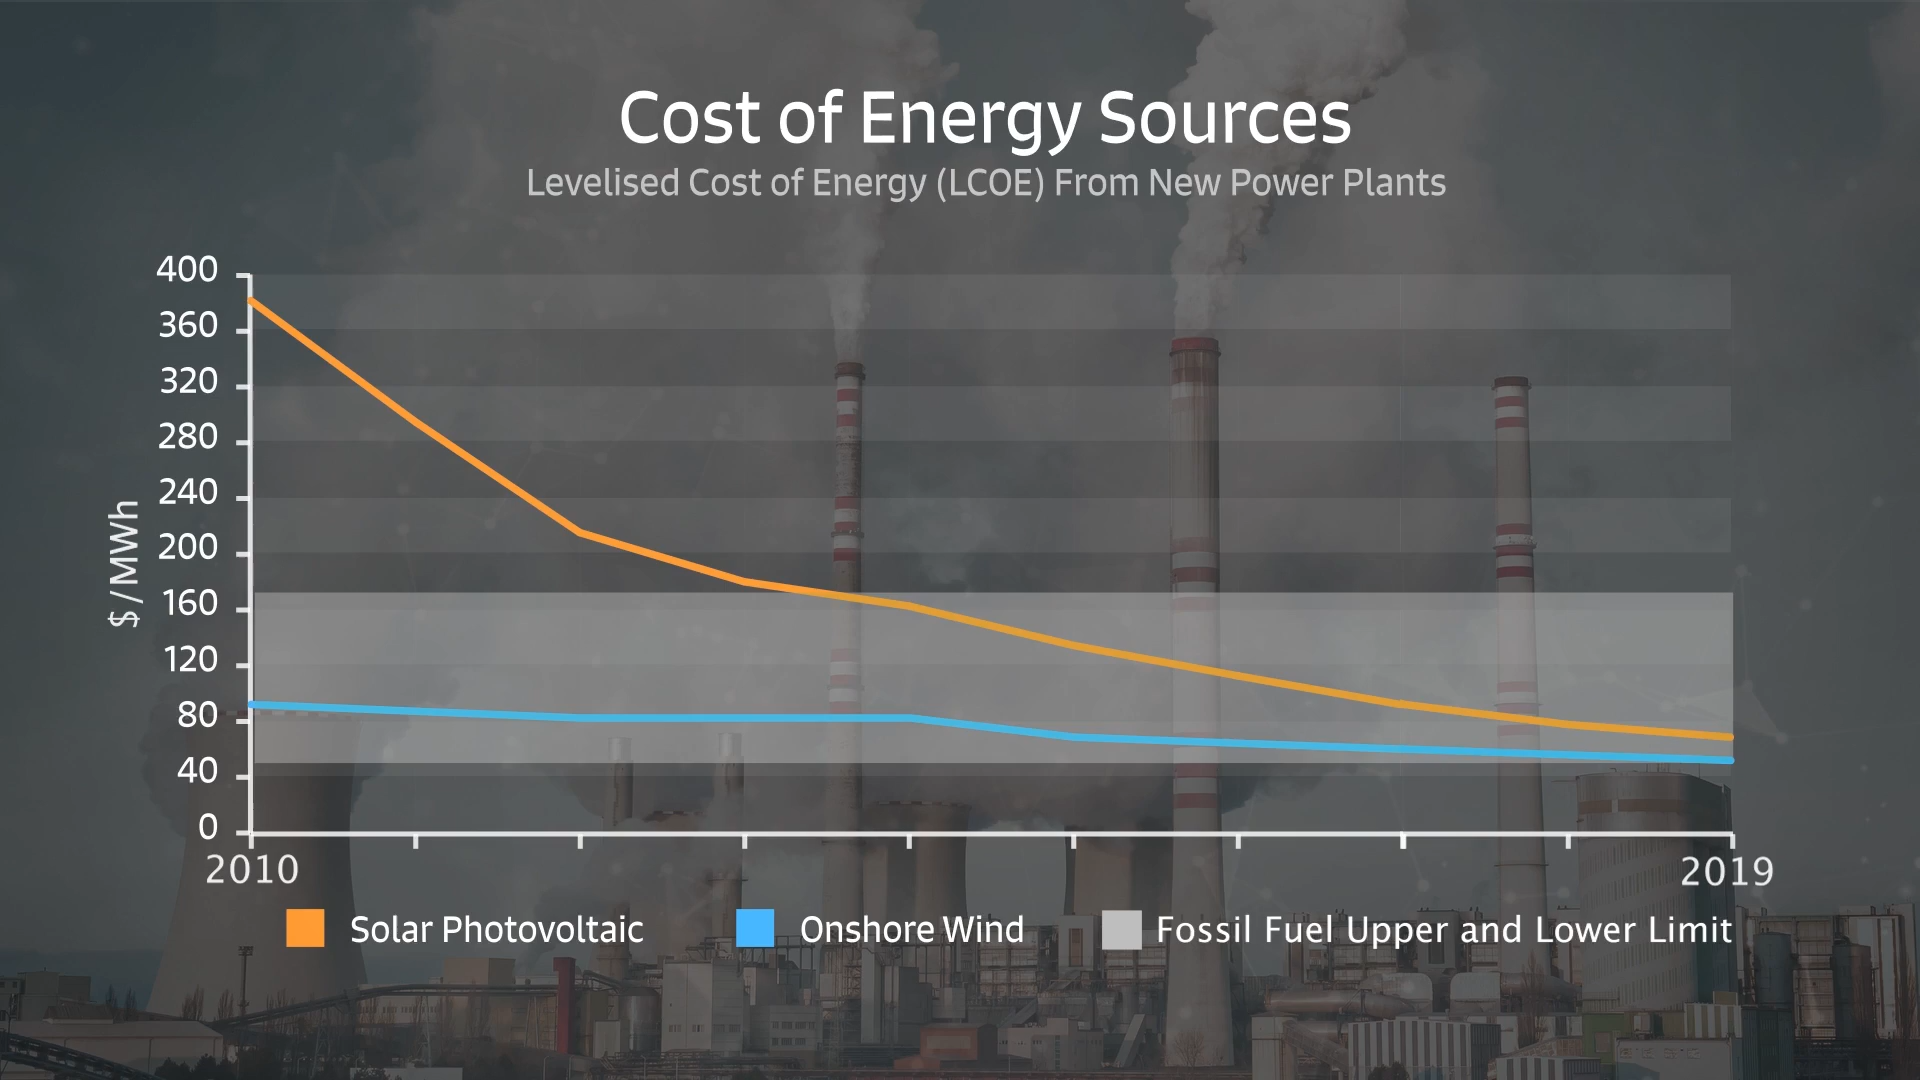 Cost of Energy Sources
Levelised Cost of Energy (LCOE) From New Power Plants
400
360
320
280
240
200
160
120
80
40
0
$ / MWh
2010
2019
Solar Photovoltaic
Onshore Wind
Fossil Fuel Upper and Lower Limit